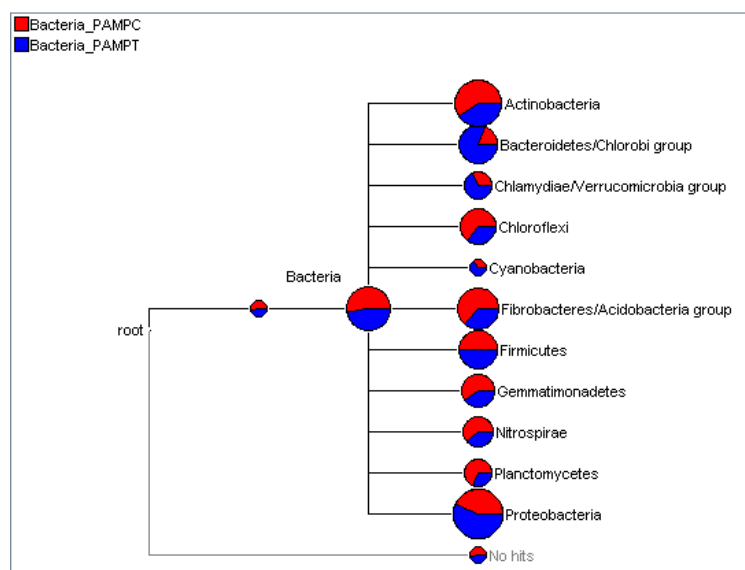 Bacteria_PAMPC
Bacteria_PAMPT
Actinobacteria
Bacteroidetes/Chlorobi group
Chlamydiae/Verrucomicrobia group
Chloroflexi
Cyanobacteria
Bacteria
Fibrobacteres/Acidobacteria group
root
Firmicutes
Gemmatimonadetes
Nitrospirae
Planctomycetes
Proteobacteria
No hits